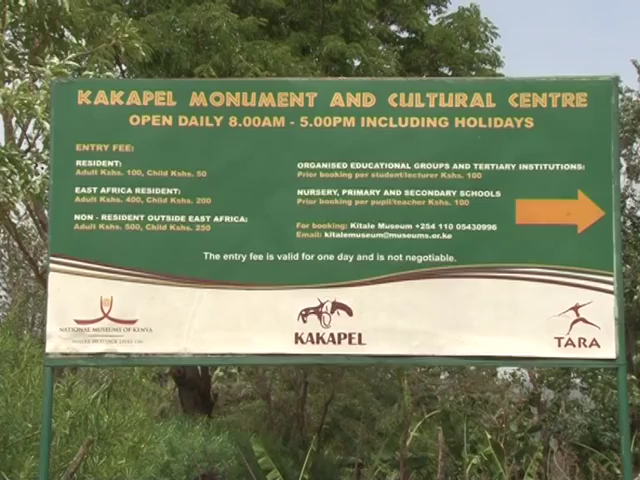 KAKAPEL MONUMENT AND CULTURAL CENTRE
OPEN DAILY 8.00AM - 5.00PM INCLUDING HOLIDAYS
ENTRY FEE:
RESIDENT:
Adult Kshs. 100, Child Kshs. 50
EAST AFRICA RESIDENT:
Adult Kshs. 400, Child Kshs. 200
NON - RESIDENT OUTSIDE EAST AFRICA:
Adult Kshs. 500, Child Kshs. 250
ORGANISED EDUCATIONAL GROUPS AND TERTIARY INSTITUTIONS:
Prior booking per student/lecturer Kshs. 100
NURSERY, PRIMARY AND SECONDARY SCHOOLS
Prior booking per pupil/teacher Kshs. 100
For booking: Kitale Museum +254 110 05430996
Email: kitalemuseum@museums.or.ke
The entry fee is valid for one day and is not negotiable.
NATIONAL MUSEUMS OF KENYA
WHERE HERITAGE LIVES ON
KAKAPEL
TARA